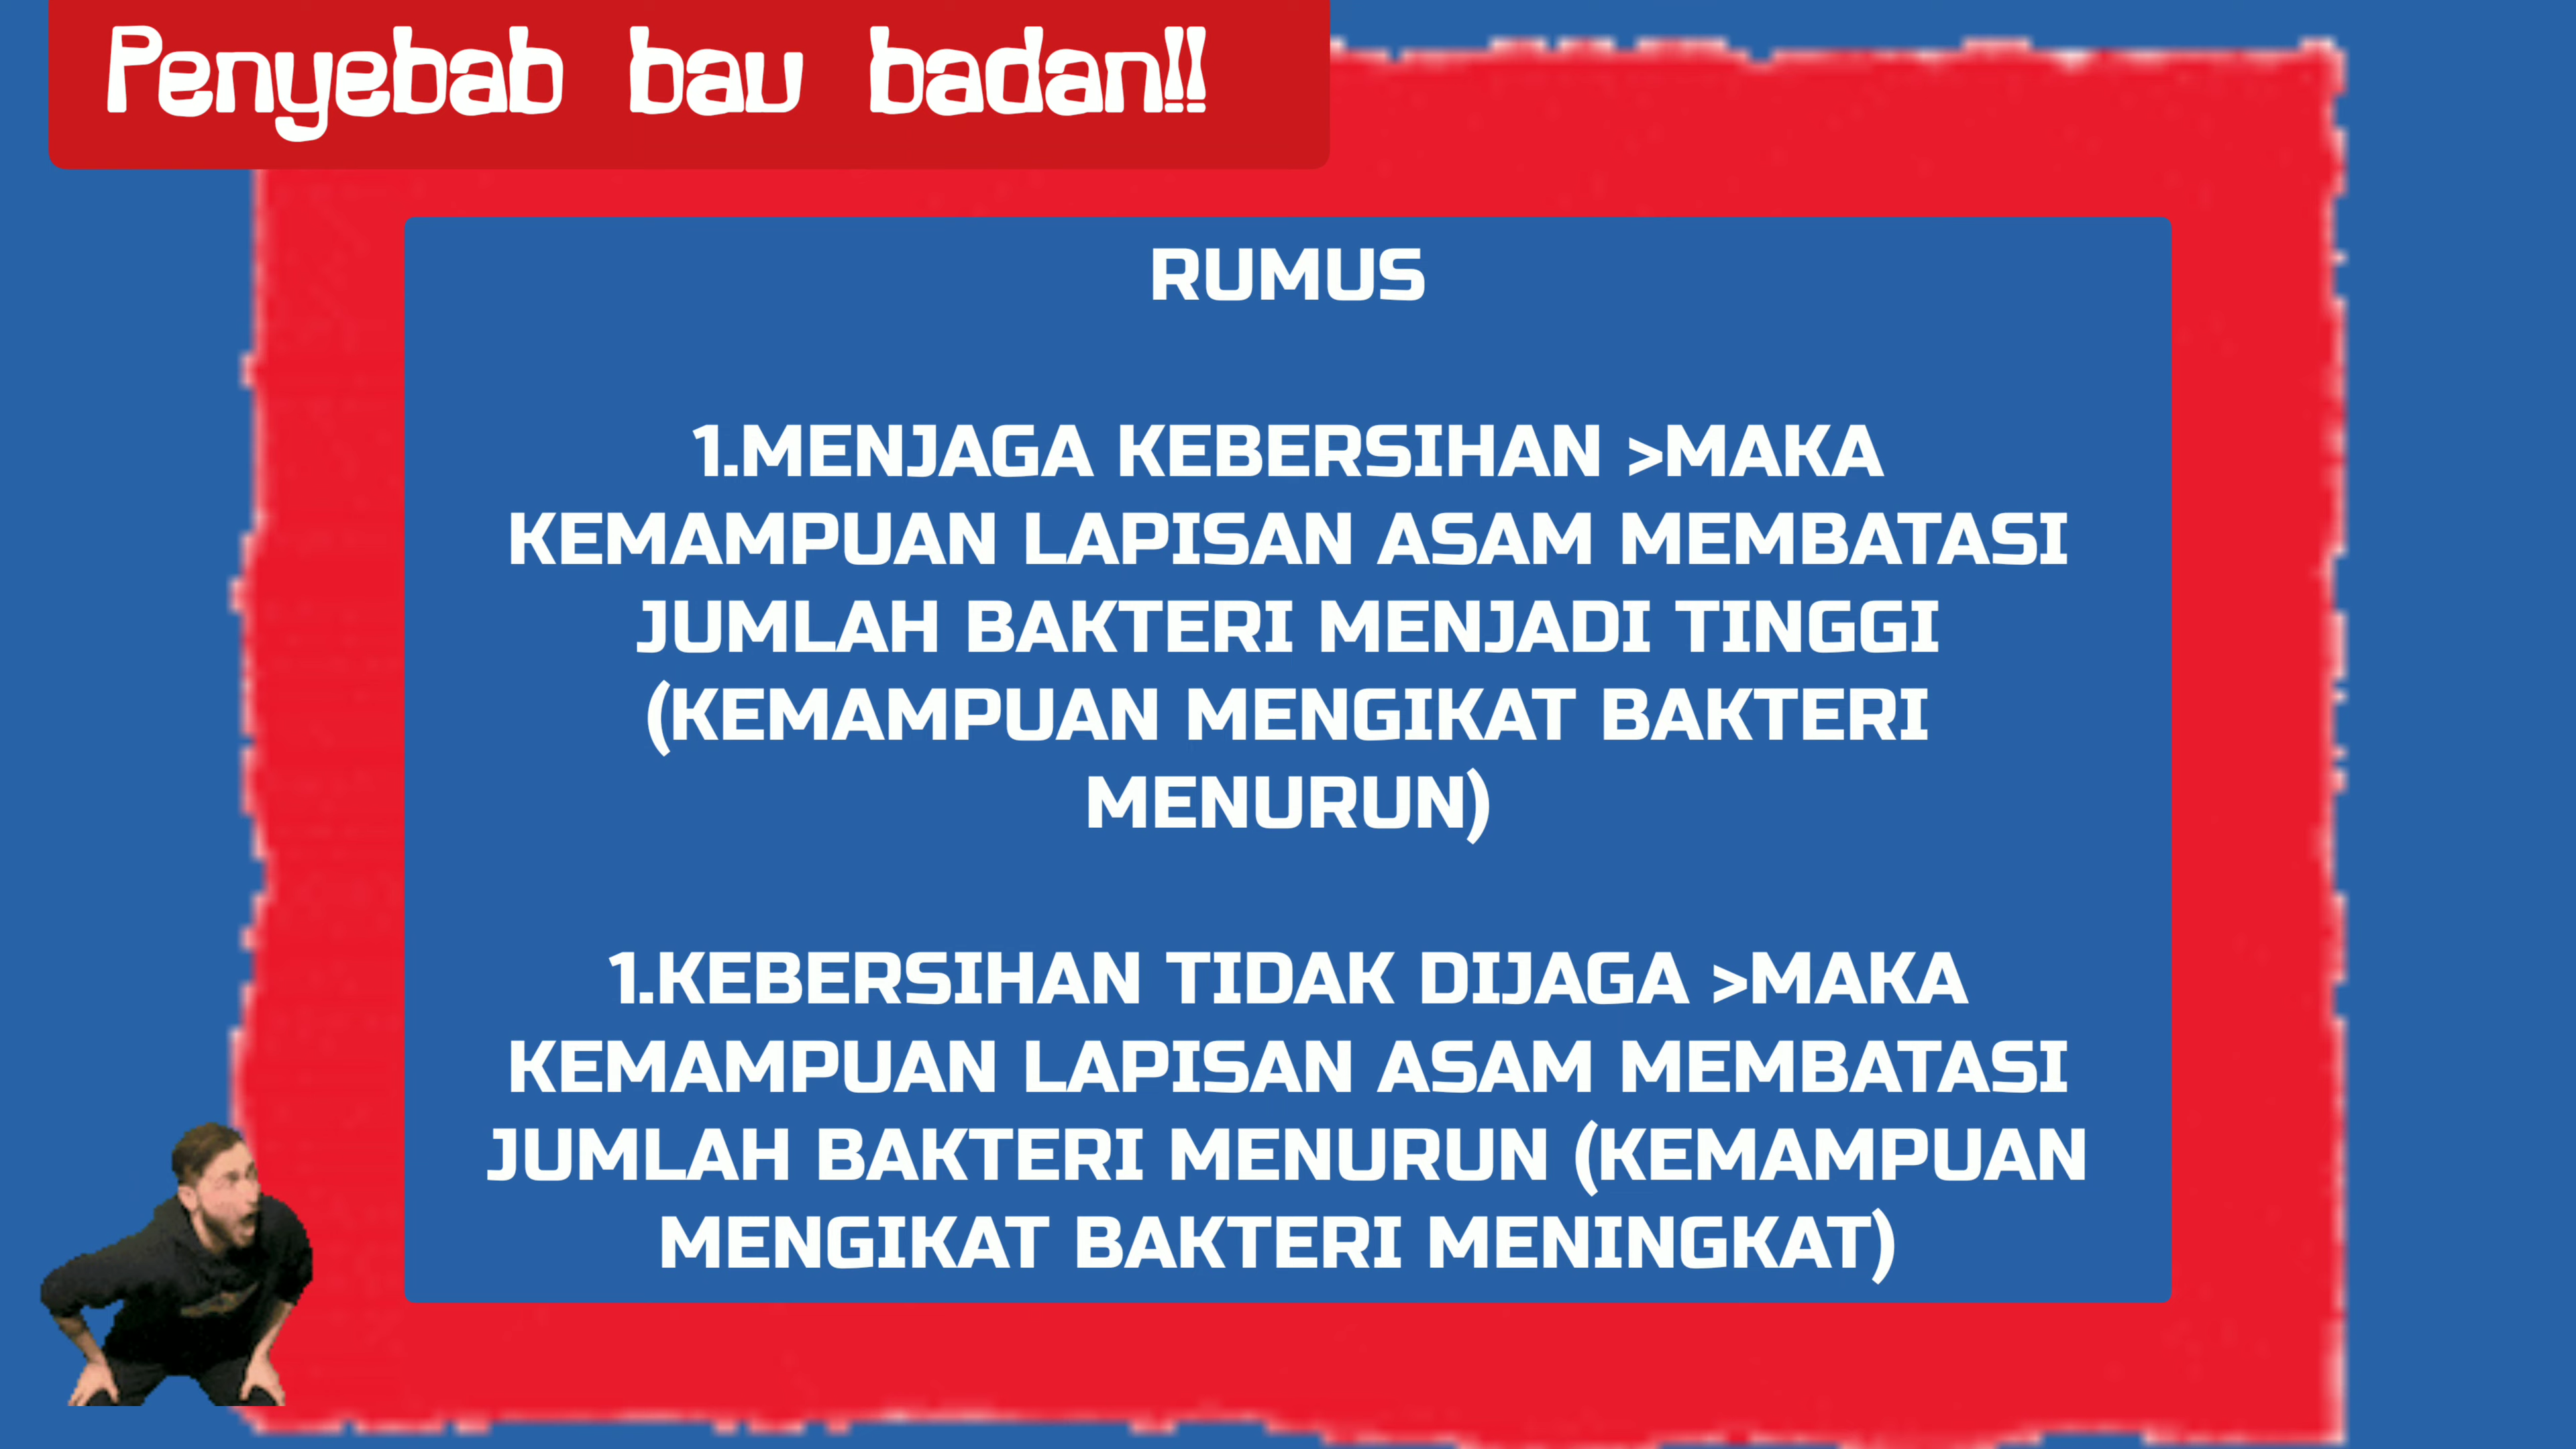 Penyebab bau badan!!
RUMUS
1.MENJAGA KEBERSIHAN >MAKA
KEMAMPUAN LAPISAN ASAM MEMBATASI
JUMLAH BAKTERI MENJADI TINGGI
(KEMAMPUAN MENGIKAT BAKTERI
MENURUN)
1.KEBERSIHAN TIDAK DIJAGA >MAKA
KEMAMPUAN LAPISAN ASAM MEMBATASI
JUMLAH BAKTERI MENURUN (KEMAMPUAN
MENGIKAT BAKTERI MENINGKAT)